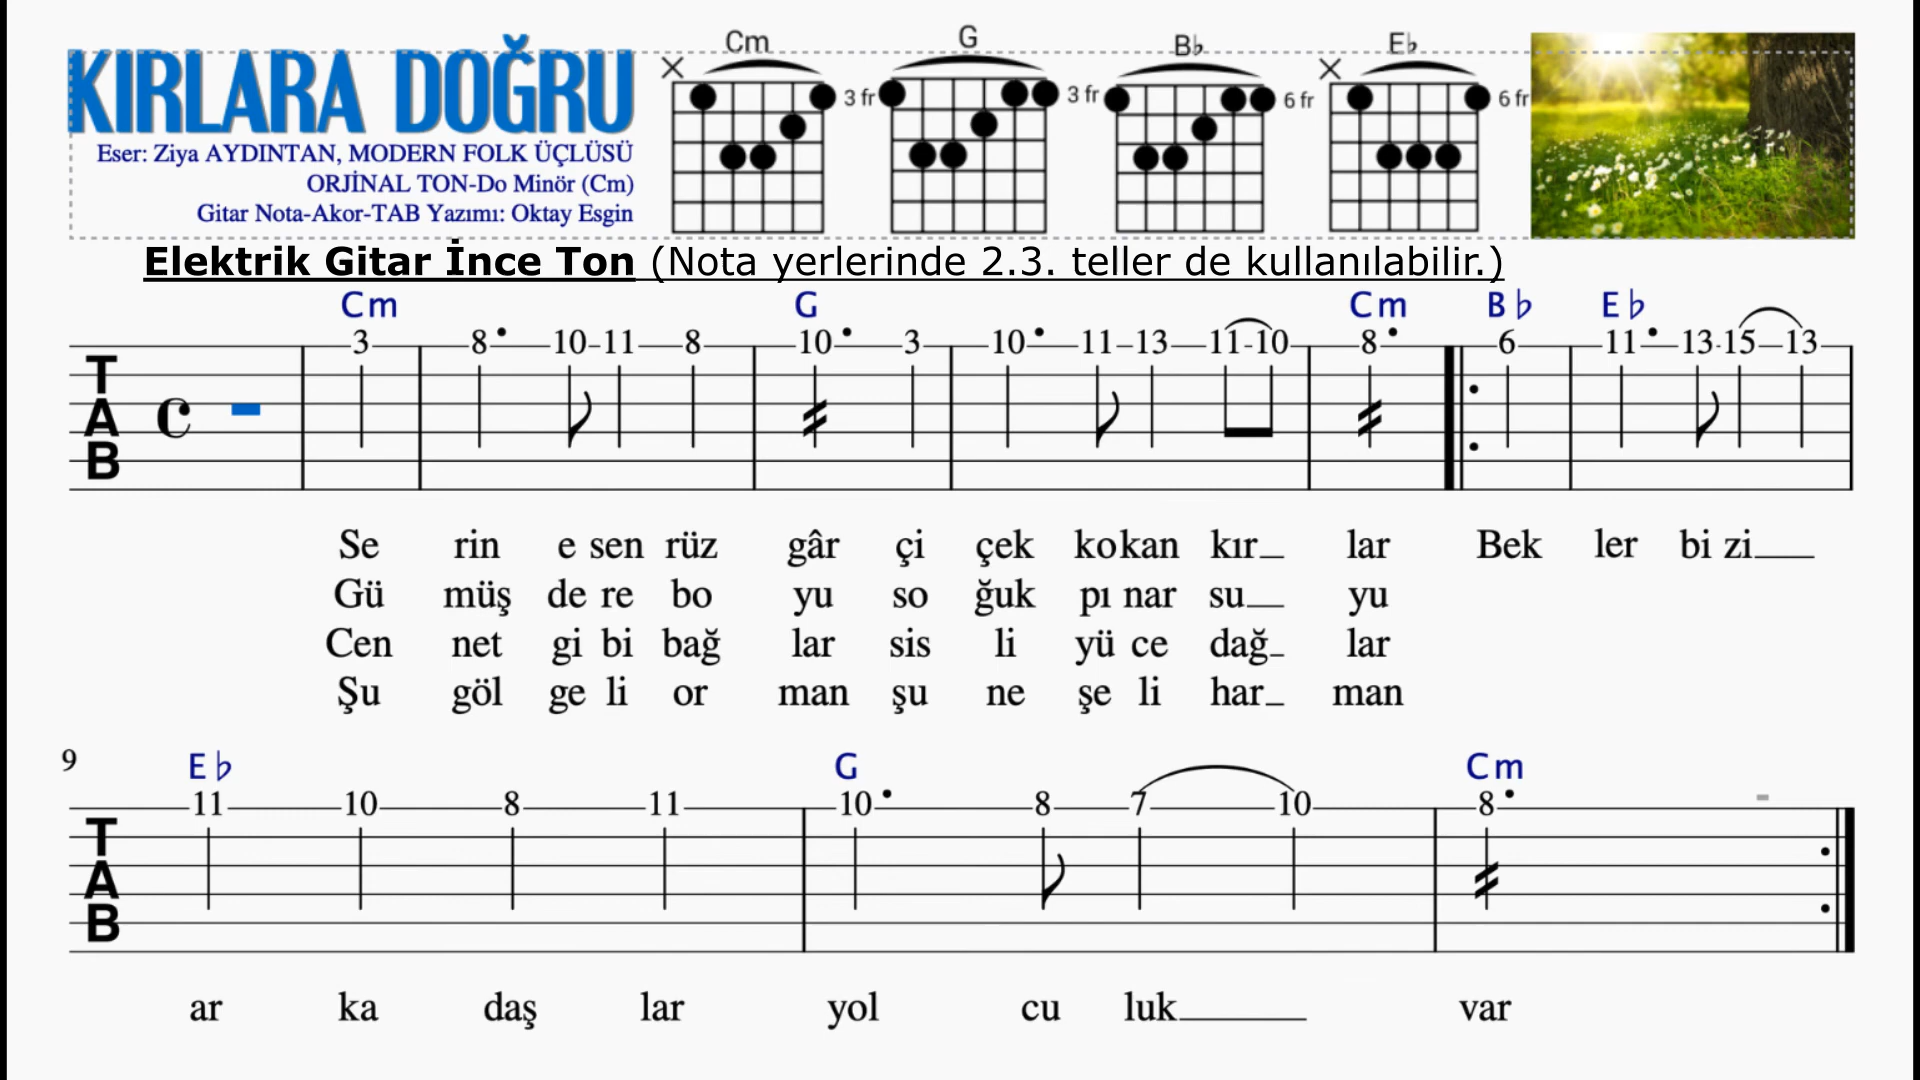 KIRLARA DOĞRU
Eser: Ziya AYDINTAN, MODERN FOLK ÜÇLÜSÜ
ORJİNAL TON-Do Minör (Cm)
Gitar Nota-Akor-TAB Yazımı: Oktay Esgin
Cm G B♭ E♭
× 3 fr 3 fr 6 fr × 6 fr
Elektrik Gitar İnce Ton (Nota yerlerinde 2.3. teller de kullanılabilir.)
Cm G Cm B♭ E♭
3 8 10 11 8 10 3 10 11 13 11 10 8 6 11 13 15 13
TAB C
Se rin e sen rüz gâr çi çek ko kan kır_ lar Bek ler bi zi__
Gü müş de re bo yu so ğuk pı nar su__ yu
Cen net gi bi bağ lar sis li yü ce dağ_ lar
Şu göl ge li or man şu ne şe li har_ man
9 E♭ G Cm
11 10 8 11 10 8 7 10 8
TAB
ar ka daş lar yol cu luk____ var